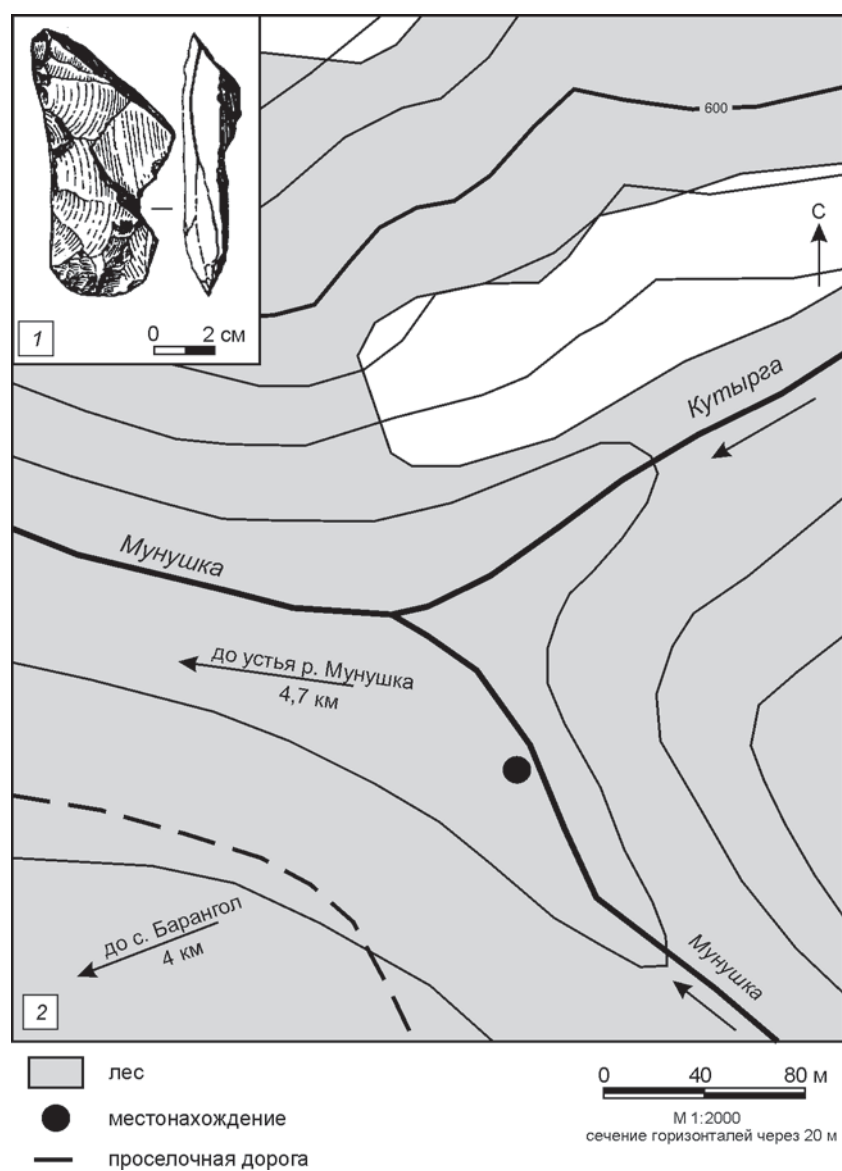 1
0 2 см
600
С
Кутырга
Мунушка
до устья р. Мунушка
4,7 км
до с. Барангол
4 км
Мунушка
2
лес
местонахождение
проселочная дорога
0 40 80 м
М 1:2000
сечение горизонталей через 20 м